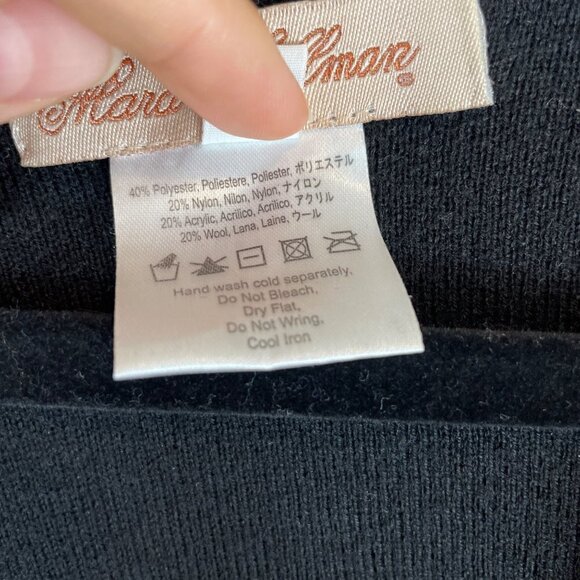 Mara
ffman ®
40% Polyester, Poliestere, Poliester, ポリエステル
20% Nylon, Nilon, Nylon, ナイロン
20% Acrylic, Acrilico, Acrilico, アクリル
20% Wool, Lana, Laine, ウール
Hand wash cold separately,
Do Not Bleach,
Dry Flat,
Do Not Wring,
Cool Iron